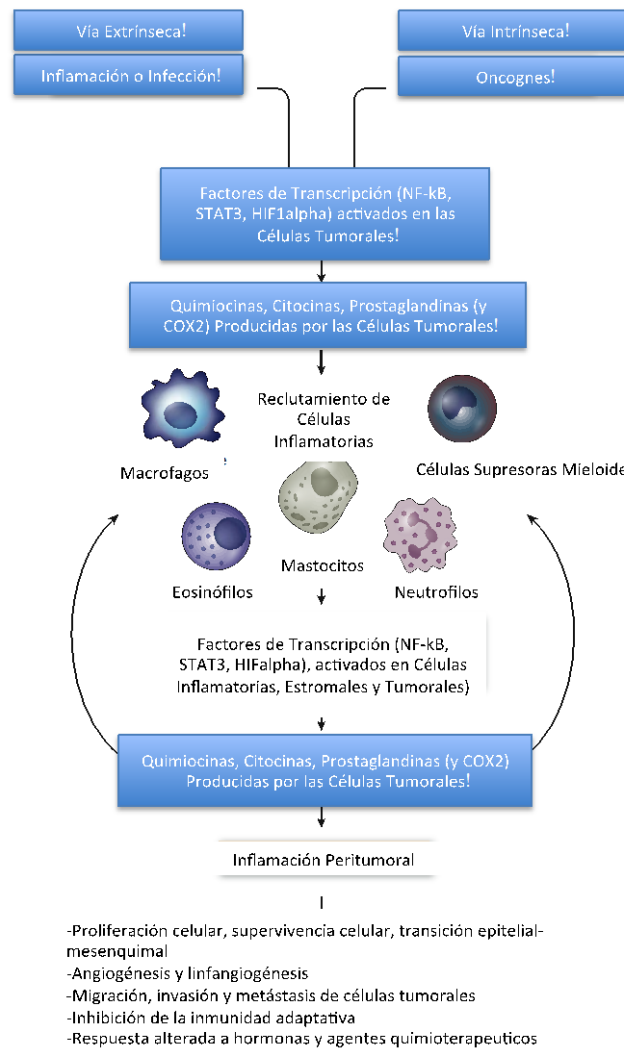 Vía Extrínseca!
Vía Intrínseca!
Inflamación o Infección!
Oncognes!
Factores de Transcripción (NF-kB,
STAT3, HIF1alpha) activados en las
Células Tumorales!
Quimiocinas, Citocinas, Prostaglandinas (y
COX2) Producidas por las Células Tumorales!
Reclutamiento de
Células
Inflamatorias
Macrofagos
Células Supresoras Mieloide
Mastocitos
Eosinófilos
Neutrofilos
Factores de Transcripción (NF-kB,
STAT3, HIFalpha), activados en Células
Inflamatorias, Estromales y Tumorales)
Quimiocinas, Citocinas, Prostaglandinas (y COX2)
Producidas por las Células Tumorales!
Inflamación Peritumoral
-Proliferación celular, supervivencia celular, transición epitelial-
mesenquimal
-Angiogénesis y linfangiogénesis
-Migración, invasión y metástasis de células tumorales
-Inhibición de la inmunidad adaptativa
-Respuesta alterada a hormonas y agentes quimioterapeuticos